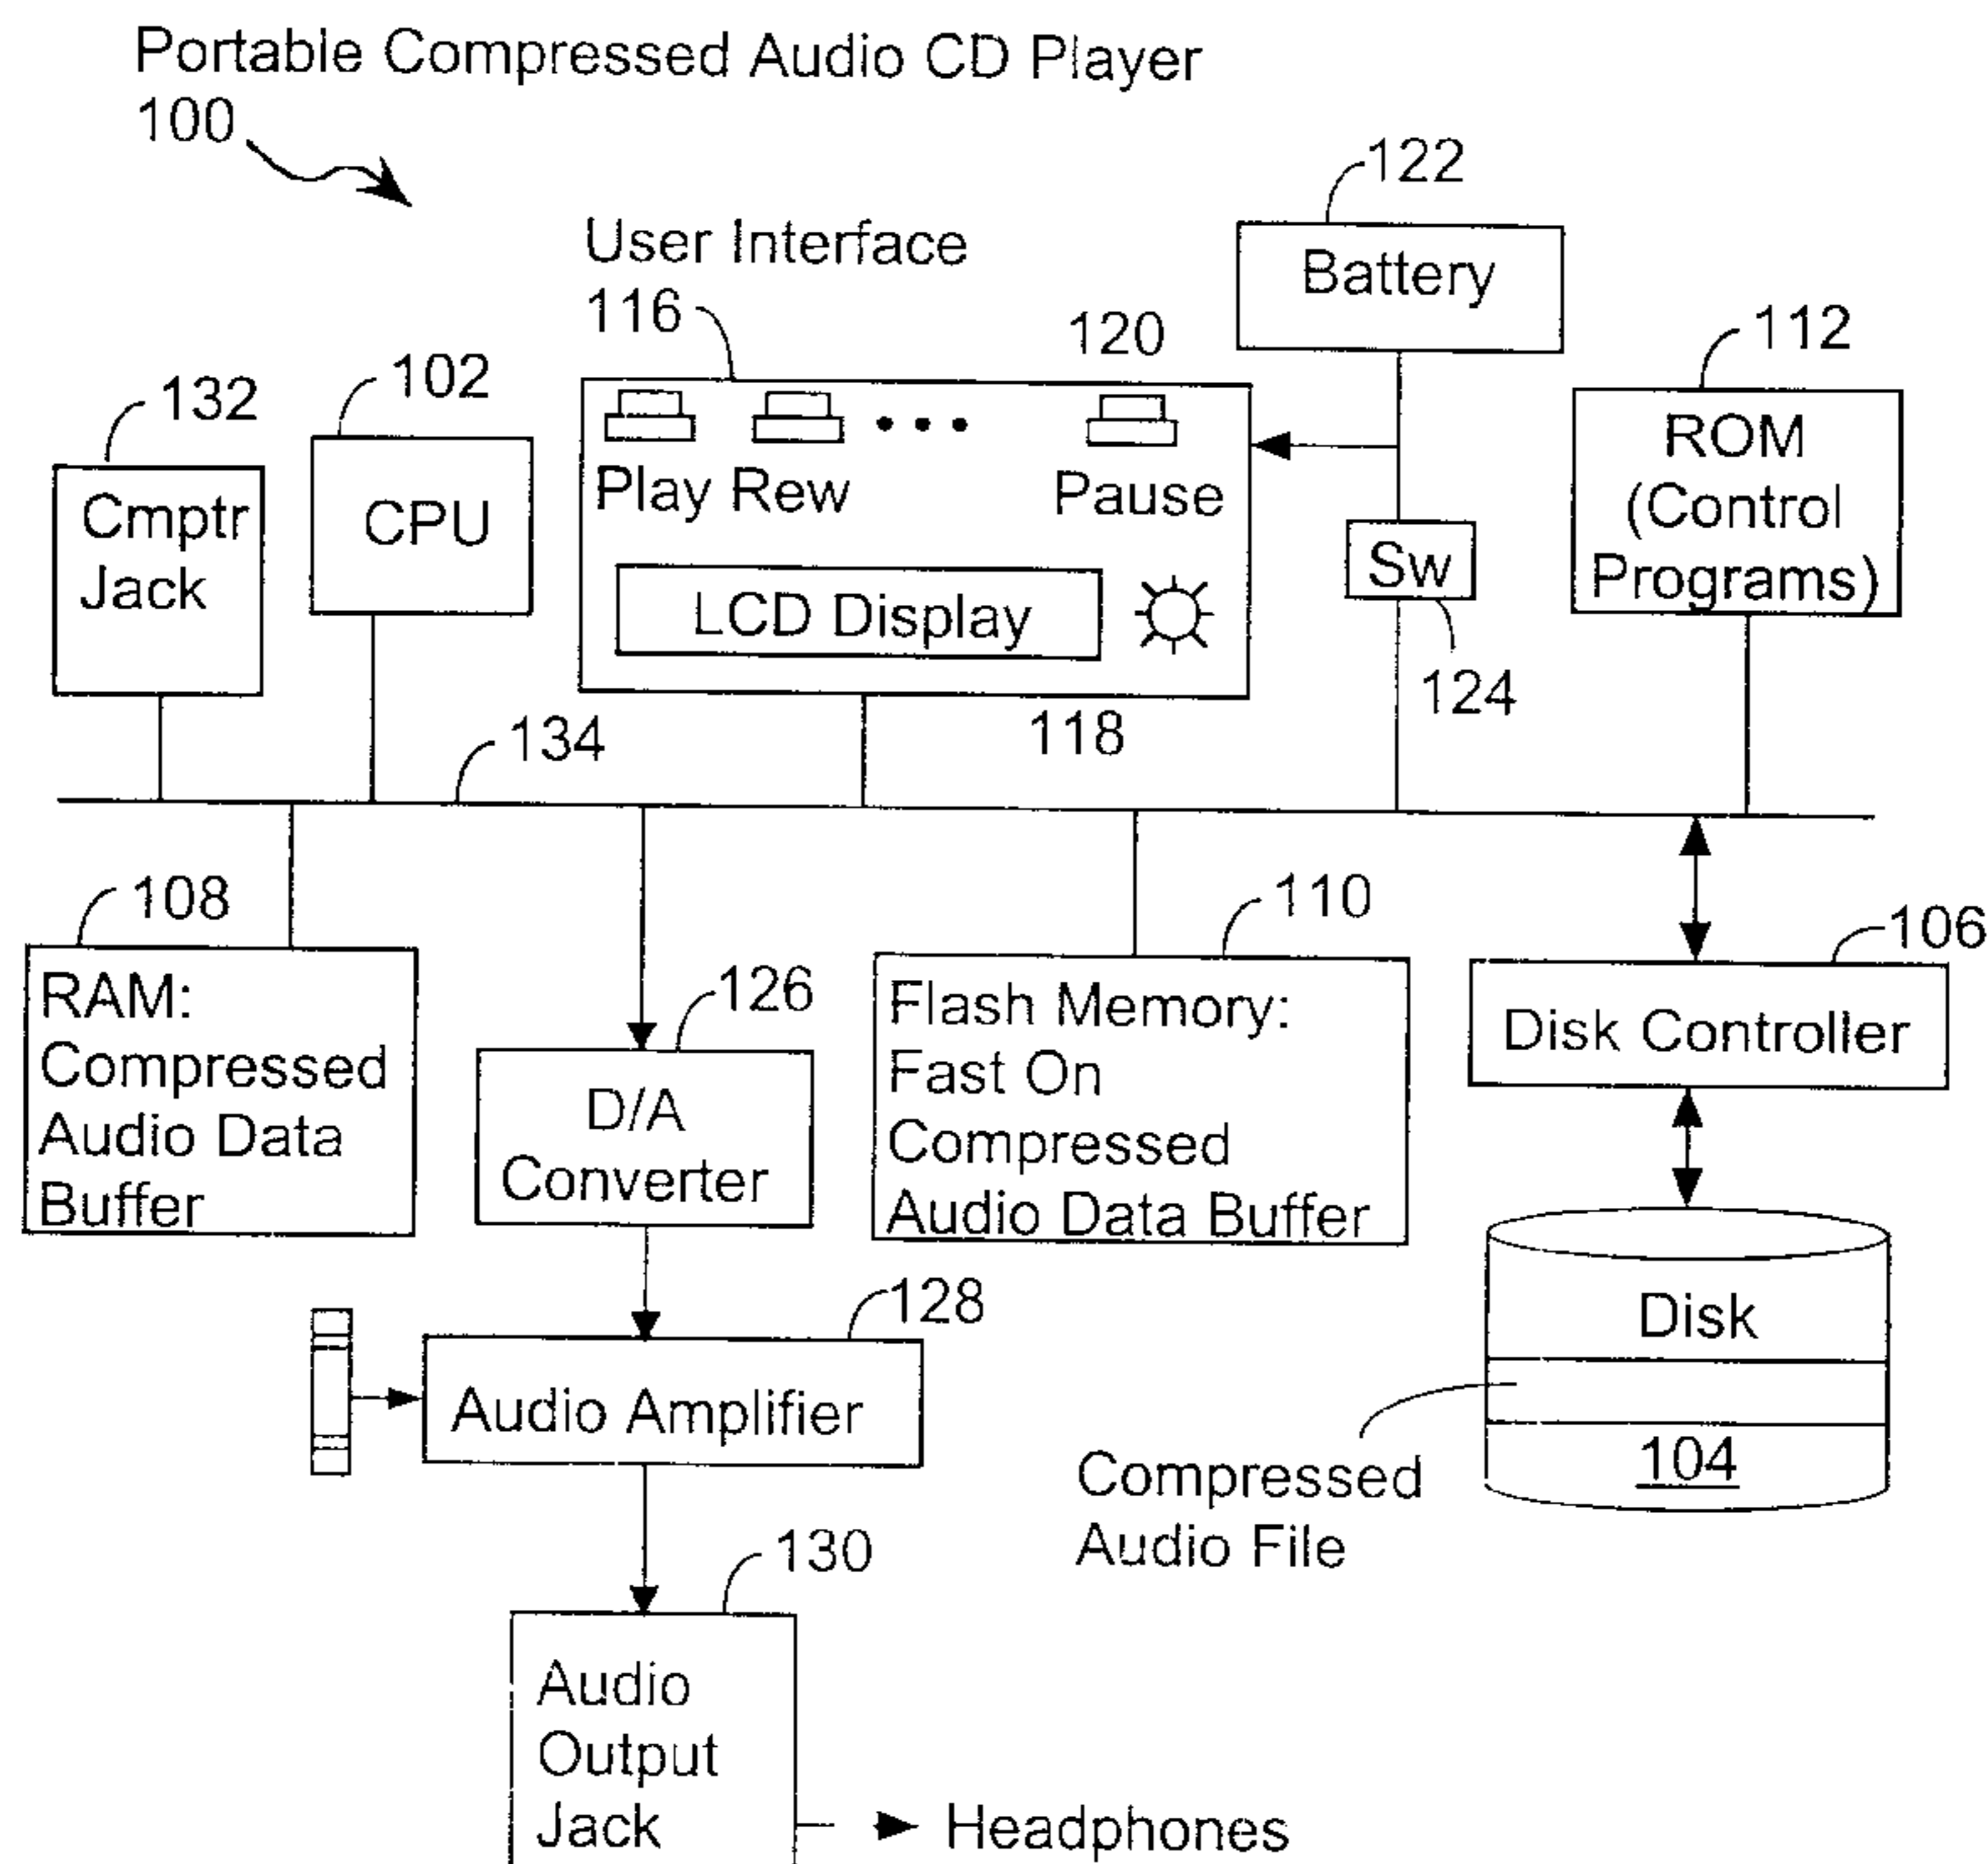 Portable Compressed Audio CD Player
100
122
User Interface
Battery
116
120
112
132
102
ROM
(Control
Programs)
Cmptr
Jack
CPU
Play Rew
Pause
Sw
LCD Display
124
118
134
108
110
106
RAM:
Compressed
Audio Data
Buffer
126
Flash Memory:
Fast On
Compressed
Audio Data Buffer
Disk Controller
D/A
Converter
128
Disk
Audio Amplifier
104
Compressed
Audio File
130
Audio
Output
Jack
Headphones